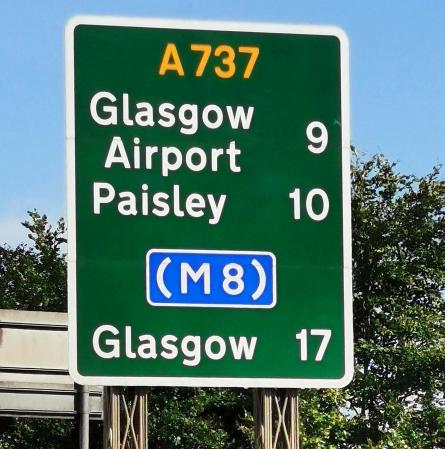 A737
Glasgow
Airport 9
Paisley 10
(M8)
Glasgow 17